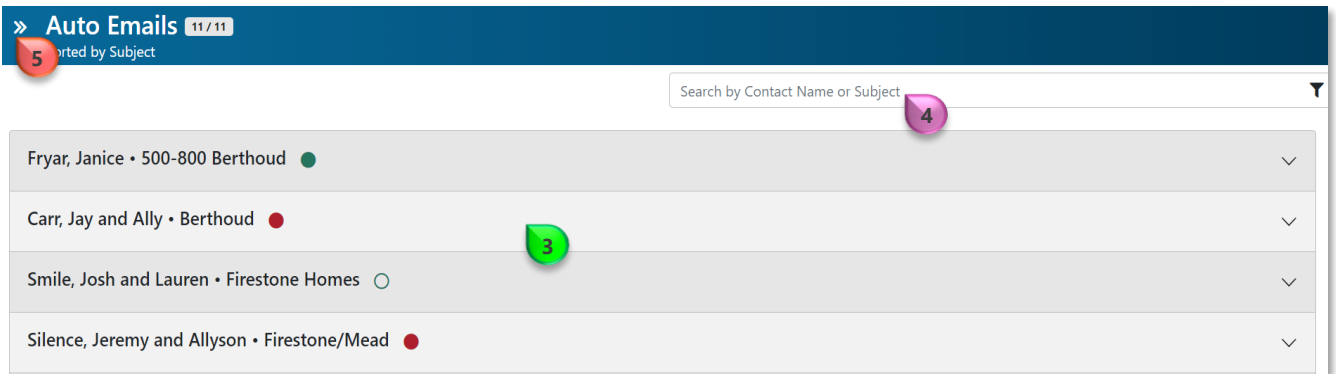 » Auto Emails 11 / 11
5 orted by Subject
Search by Contact Name or Subject
4
Fryar, Janice • 500-800 Berthoud
Carr, Jay and Ally • Berthoud
3
Smile, Josh and Lauren • Firestone Homes
Silence, Jeremy and Allyson • Firestone/Mead